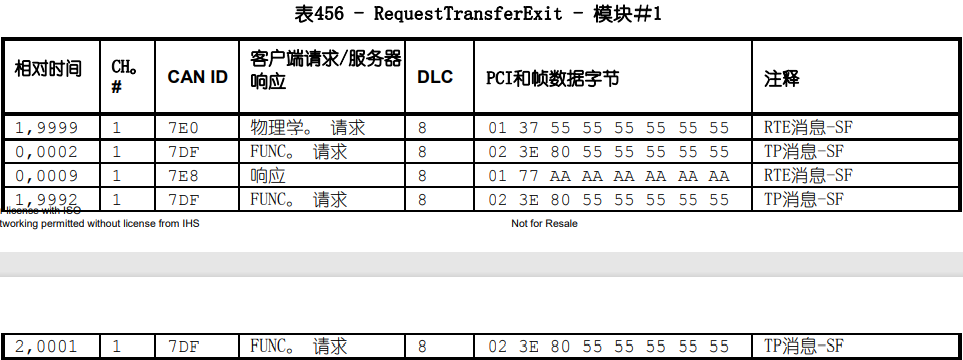 表456 - RequestTransferExit - 模块＃1
相对时间 CH。# CAN ID 客户端请求/服务器响应 DLC PCI和帧数据字节 注释
1,9999 1 7E0 物理学。 请求 8 01 37 55 55 55 55 55 55 RTE消息-SF
0,0002 1 7DF FUNC。 请求 8 02 3E 80 55 55 55 55 55 TP消息-SF
0,0009 1 7E8 响应 8 01 77 AA AA AA AA AA AA RTE消息-SF
1,9992 1 7DF FUNC。 请求 8 02 3E 80 55 55 55 55 55 TP消息-SF
license with ISO
tworking permitted without license from IHS Not for Resale
2,0001 1 7DF FUNC。 请求 8 02 3E 80 55 55 55 55 55 TP消息-SF